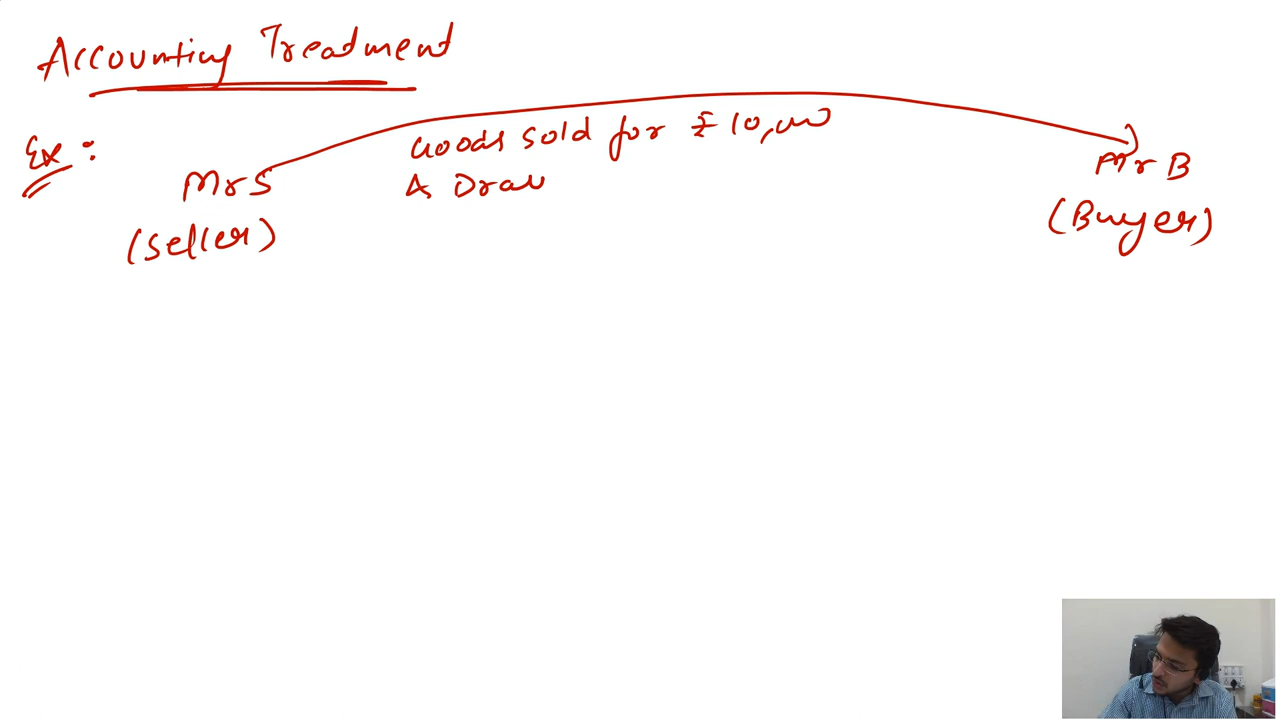 Accounting Treatment
Ex :
Goods sold for ₹ 10,000
& Draw
Mr S
(Seller)
Mr B
(Buyer)